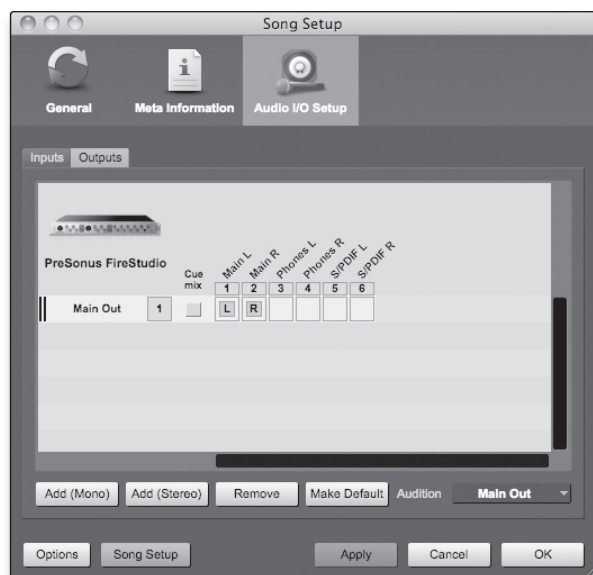 Song Setup
General Meta Information Audio I/O Setup
Inputs Outputs
PreSonus FireStudio
Cue mix
Main L Main R Phones L Phones R S/PDIF L S/PDIF R
1 2 3 4 5 6
Main Out 1 L R
Add (Mono) Add (Stereo) Remove Make Default Audition Main Out
Options Song Setup Apply Cancel OK